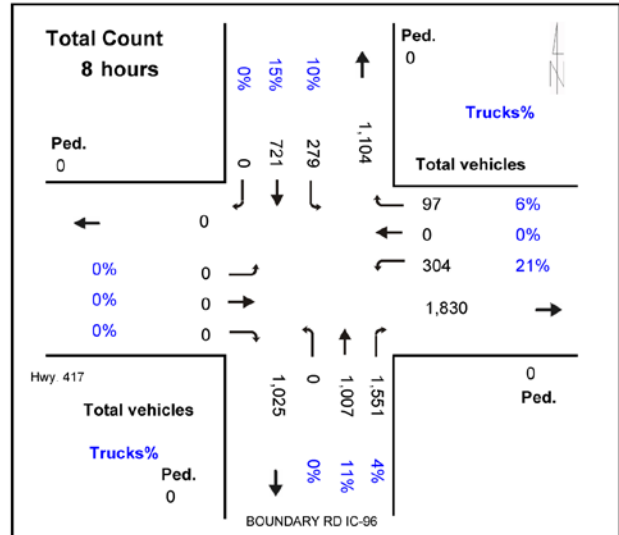 Total Count
8 hours
0%
15%
10%
Ped.
0
N
Trucks%
Ped.
0
0
721
279
1,104
Total vehicles
97 6%
0 0%
304 21%
1,830
0
0% 0
0% 0
0% 0
Hwy. 417
Total vehicles
Trucks%
Ped.
0
1,025
0
1,007
1,551
0%
11%
4%
0
Ped.
BOUNDARY RD IC-96